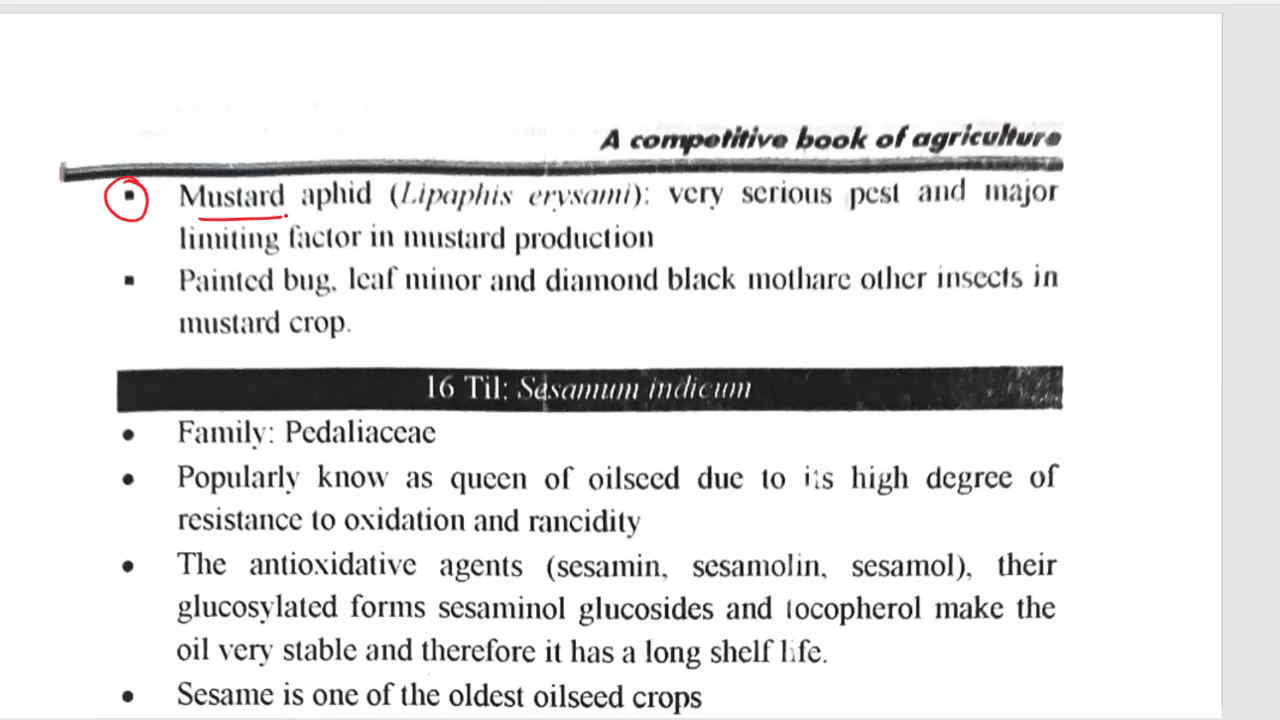 A competitive book of agriculture
▪ Mustard aphid (Lipaphis erysami): very serious pest and major
limiting factor in mustard production
▪ Painted bug, leaf minor and diamond black mothare other insects in
mustard crop.
16 Til: Sesamum indicum
• Family: Pedaliaceae
• Popularly know as queen of oilseed due to its high degree of
resistance to oxidation and rancidity
• The antioxidative agents (sesamin, sesamolin, sesamol), their
glucosylated forms sesaminol glucosides and tocopherol make the
oil very stable and therefore it has a long shelf life.
• Sesame is one of the oldest oilseed crops